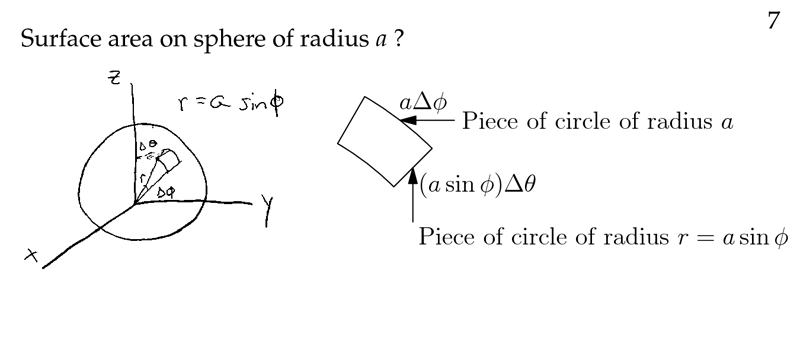 7
Surface area on sphere of radius a ?
z
r = a sinϕ
Δθ
r
Δϕ
y
x
aΔϕ
Piece of circle of radius a
(a sin ϕ)Δθ
Piece of circle of radius r = a sin ϕ